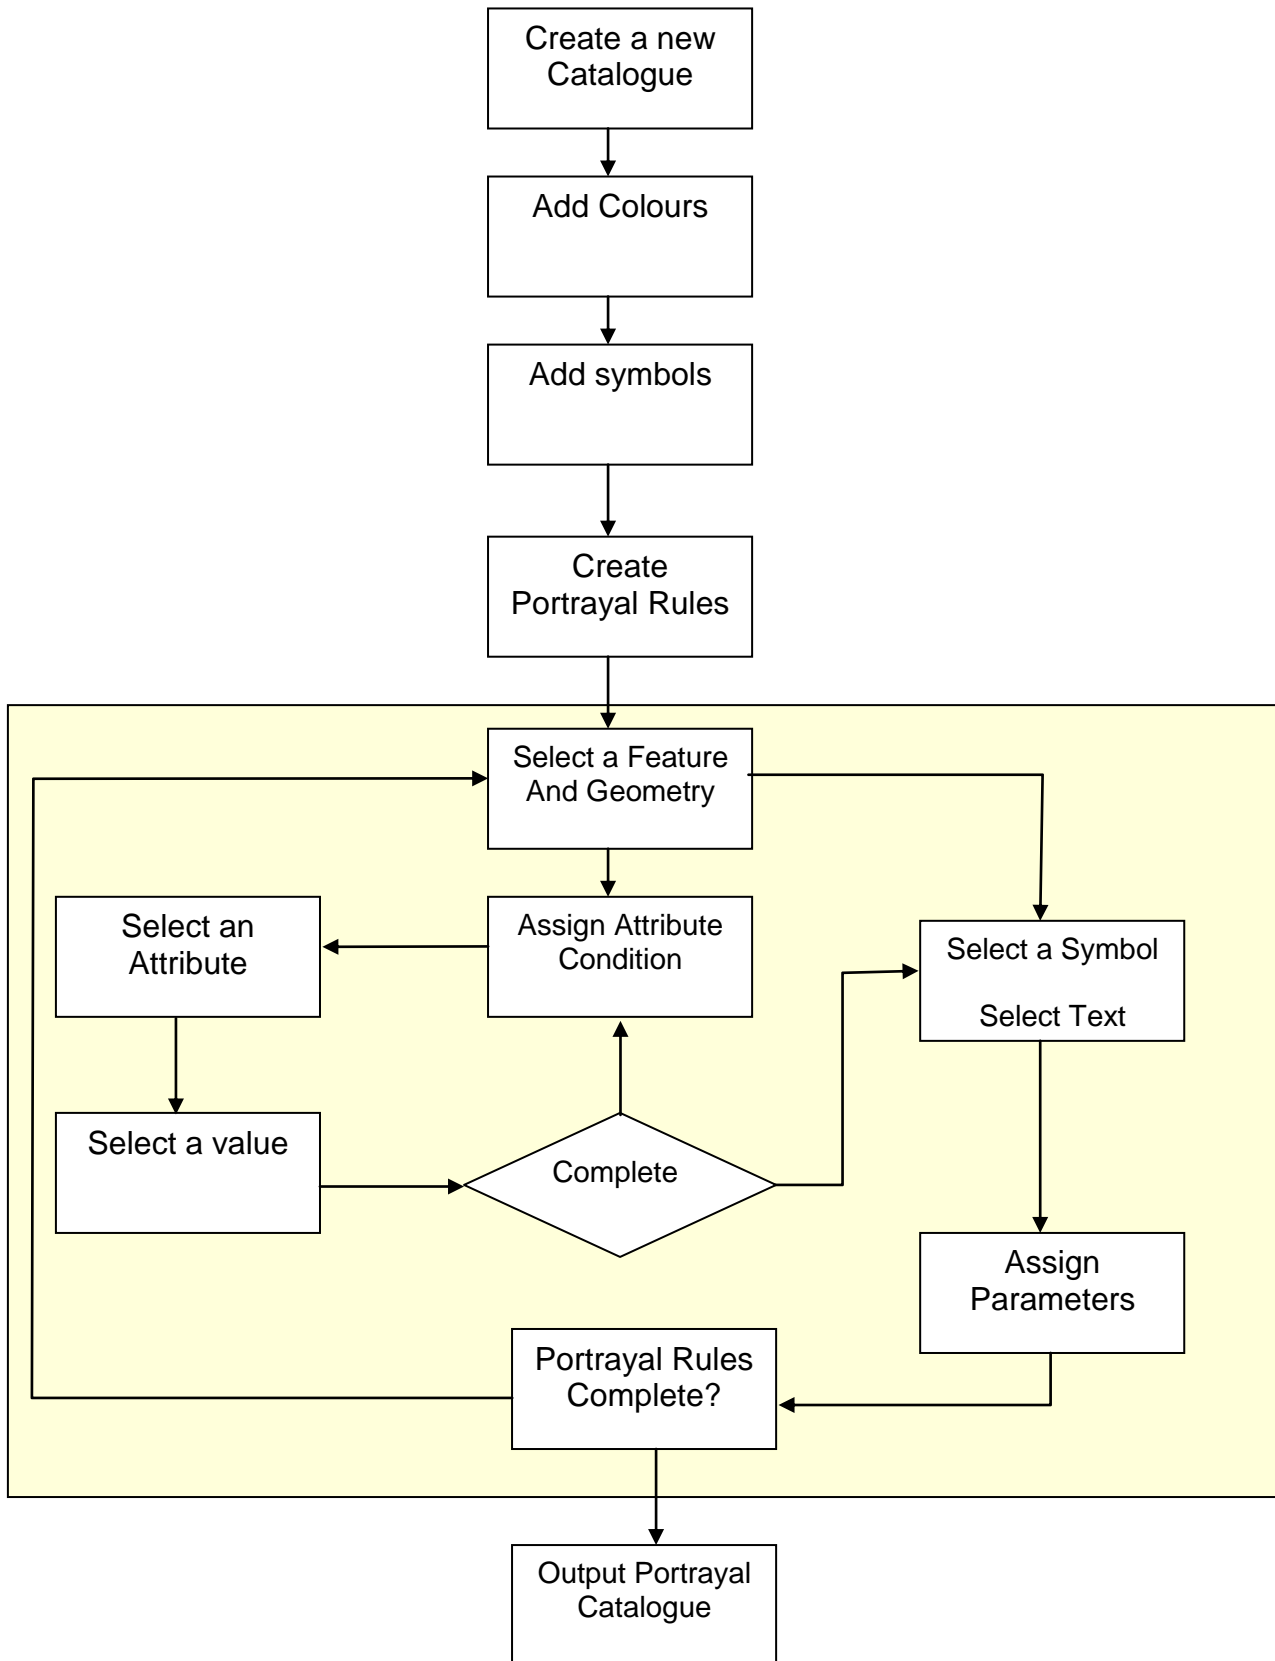 Create a new
Catalogue
Add Colours
Add symbols
Create
Portrayal Rules
Select a Feature
And Geometry
Select an
Attribute
Assign Attribute
Condition
Select a Symbol
Select Text
Select a value
Complete
Assign
Parameters
Portrayal Rules
Complete?
Output Portrayal
Catalogue